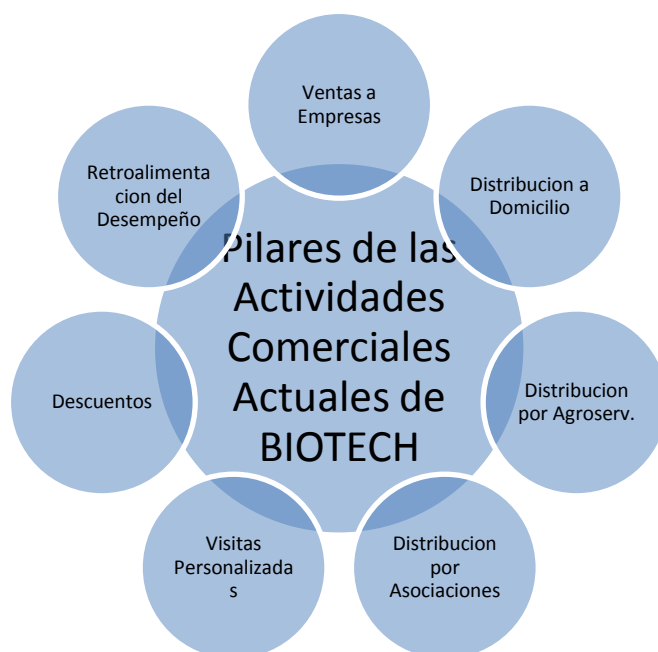 Ventas a
Empresas
Distribucion a
Domicilio
Distribucion
por Agroserv.
Distribucion
por
Asociaciones
Visitas
Personalizada
s
Descuentos
Retroalimenta
cion del
Desempeño
Pilares de las
Actividades
Comerciales
Actuales de
BIOTECH